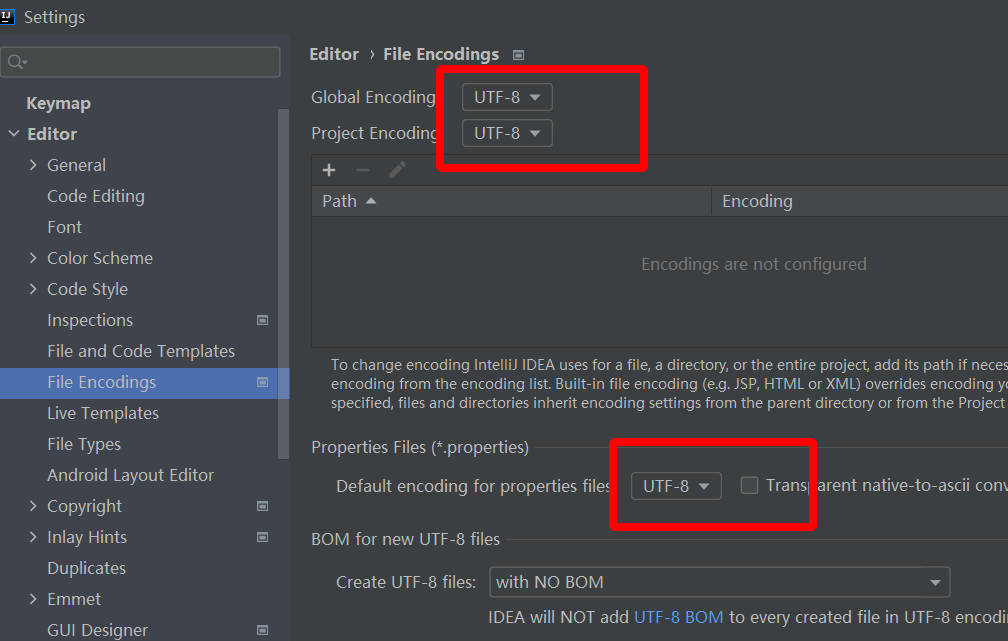 IJ Settings
Keymap
Editor
General
Code Editing
Font
Color Scheme
Code Style
Inspections
File and Code Templates
File Encodings
Live Templates
File Types
Android Layout Editor
Copyright
Inlay Hints
Duplicates
Emmet
GUI Designer
Editor › File Encodings
Global Encoding UTF-8
Project Encoding UTF-8
Path Encoding
Encodings are not configured
To change encoding IntelliJ IDEA uses for a file, a directory, or the entire project, add its path if neces
encoding from the encoding list. Built-in file encoding (e.g. JSP, HTML or XML) overrides encoding yo
specified, files and directories inherit encoding settings from the parent directory or from the Project
Properties Files (*.properties)
Default encoding for properties files UTF-8 Transparent native-to-ascii conv
BOM for new UTF-8 files
Create UTF-8 files: with NO BOM
IDEA will NOT add UTF-8 BOM to every created file in UTF-8 encodi